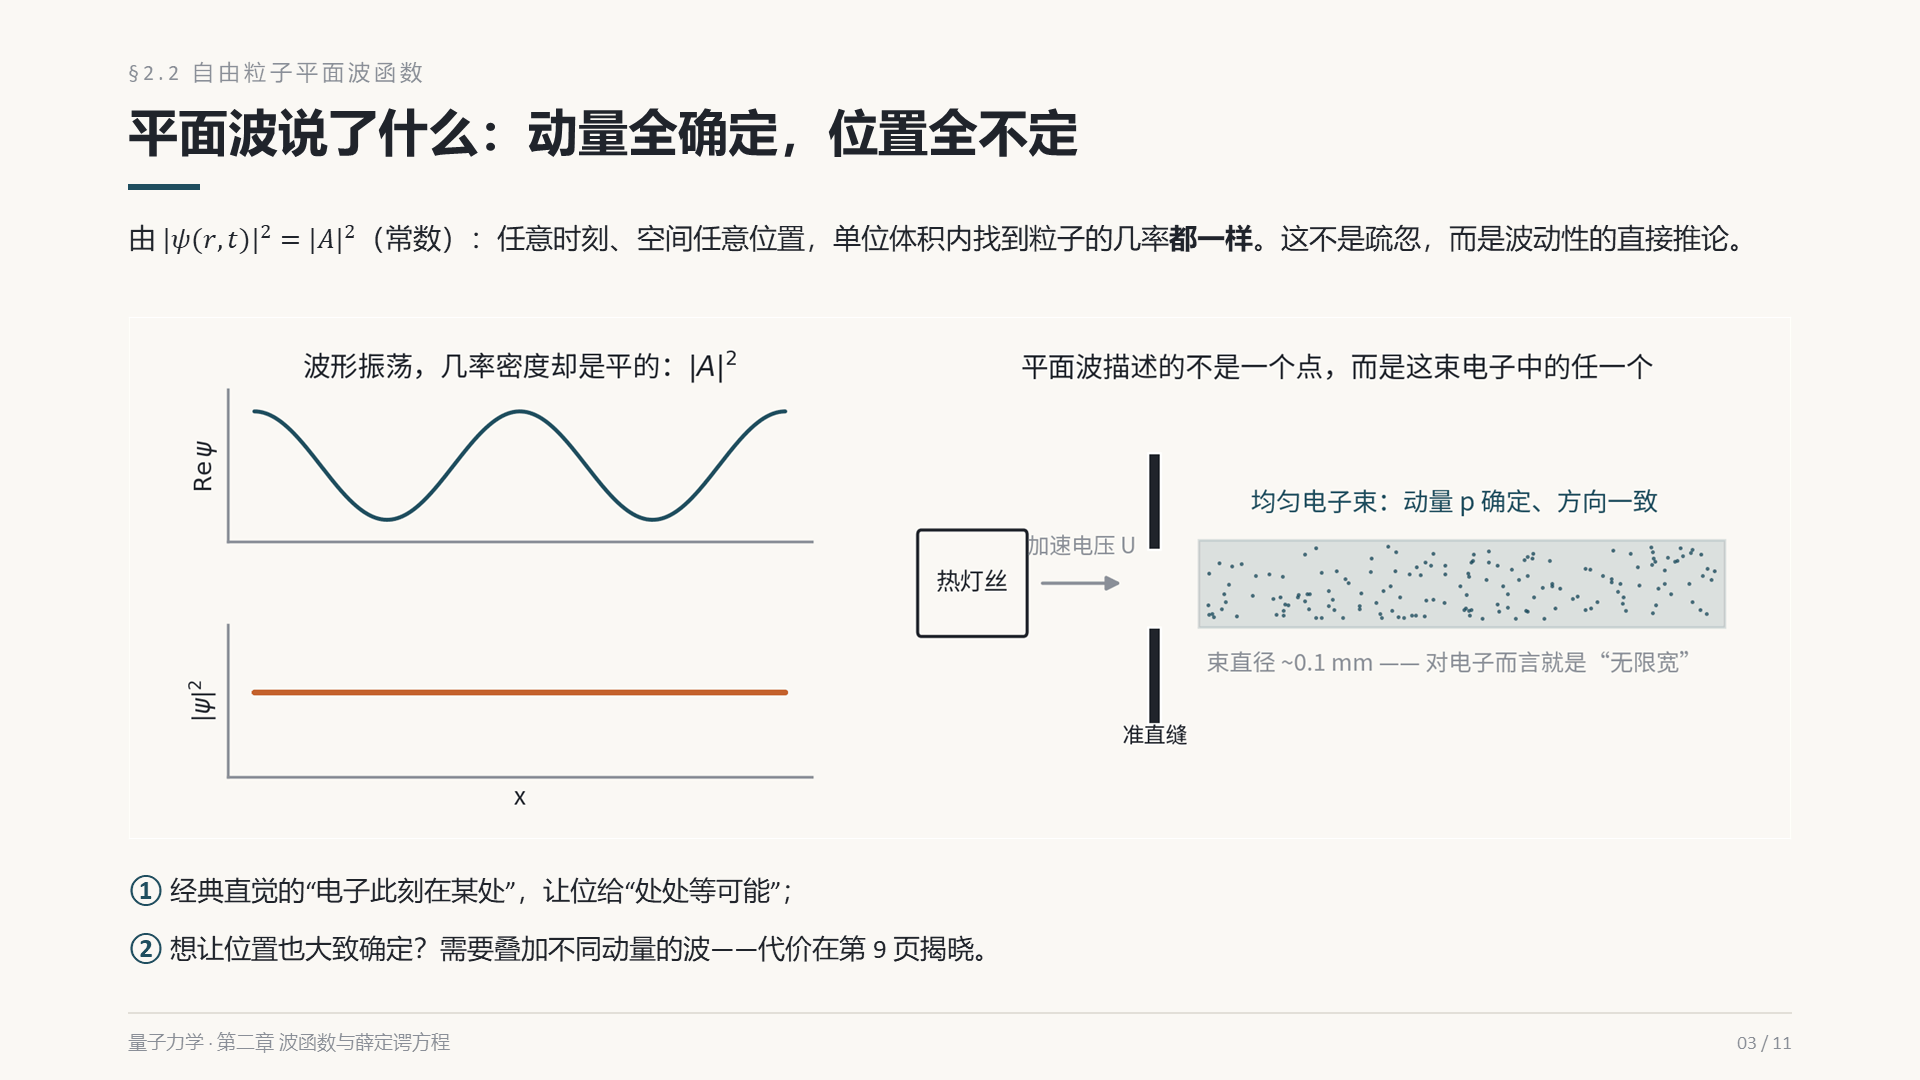 §2.2 自由粒子平面波函数
平面波说了什么：动量全确定，位置全不定
由 |ψ(r,t)|² = |A|²（常数）：任意时刻、空间任意位置，单位体积内找到粒子的几率都一样。这不是疏忽，而是波动性的直接推论。
波形振荡，几率密度却是平的：|A|²
Re ψ
|ψ|²
x
平面波描述的不是一个点，而是这束电子中的任一个
均匀电子束：动量 p 确定、方向一致
加速电压 U
热灯丝
束直径 ~0.1 mm —— 对电子而言就是“无限宽”
准直缝
① 经典直觉的“电子此刻在某处”，让位给“处处等可能”；
② 想让位置也大致确定？需要叠加不同动量的波——代价在第 9 页揭晓。
量子力学 · 第二章 波函数与薛定谔方程
03 / 11